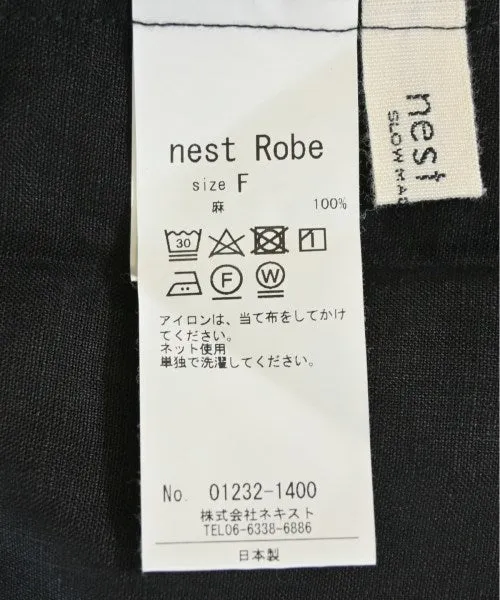 nest Robe
size F
麻 100%
30
F W
アイロンは、当て布をしてかけ
てください。
ネット使用
単独で洗濯してください。
No. 01232-1400
株式会社ネキスト
TEL06-6338-6886
日本製
nest
SLOW MAD